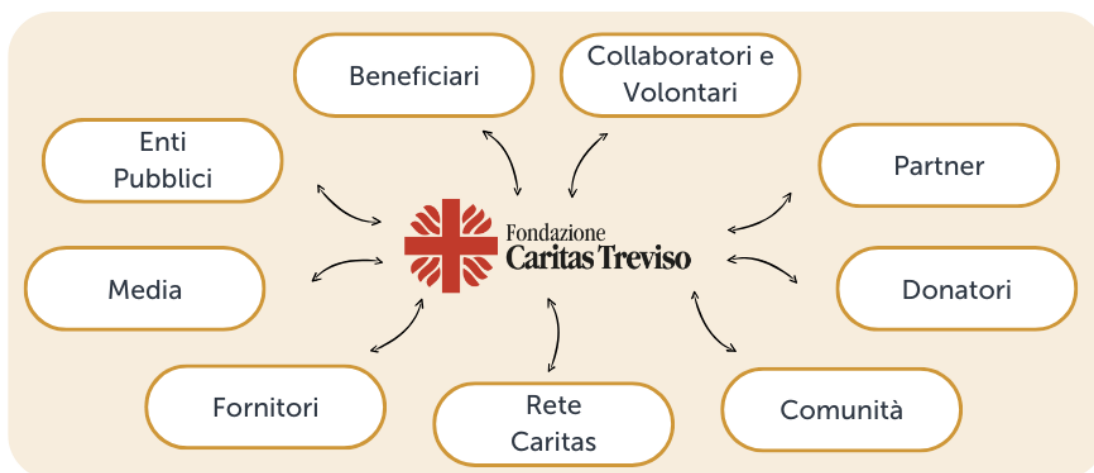 Beneficiari
Collaboratori e
Volontari
Enti
Pubblici
Partner
Fondazione
Caritas Treviso
Media
Donatori
Fornitori
Rete
Caritas
Comunità